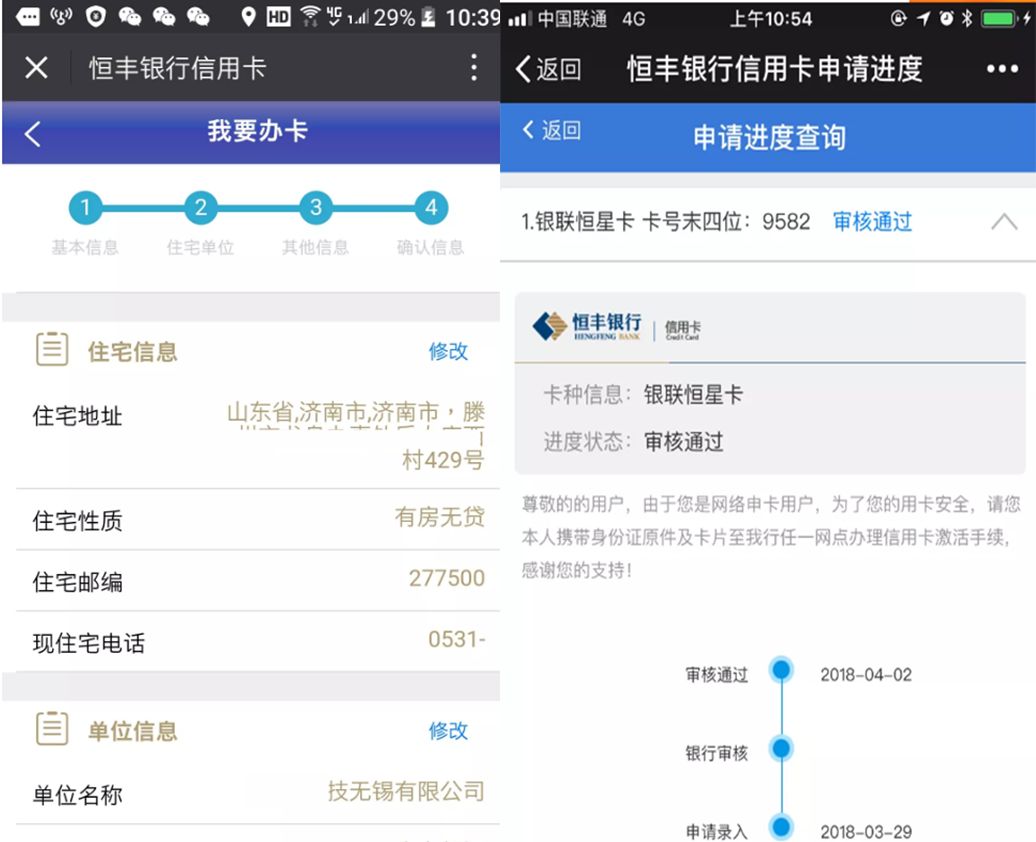 29% 10:39
恒丰银行信用卡
我要办卡
1 2 3 4
基本信息 住宅单位 其他信息 确认信息
住宅信息 修改
住宅地址 山东省,济南市,济南市，滕
村429号
住宅性质 有房无贷
住宅邮编 277500
现住宅电话 0531-
单位信息 修改
单位名称 技无锡有限公司
中国联通 4G 上午10:54
返回 恒丰银行信用卡申请进度
返回 申请进度查询
1.银联恒星卡 卡号末四位：9582 审核通过
恒丰银行 信用卡
HENGFENG BANK Credit Card
卡种信息：银联恒星卡
进度状态：审核通过
尊敬的的用户，由于您是网络申卡用户，为了您的用卡安全，请您
本人携带身份证原件及卡片至我行任一网点办理信用卡激活手续，
感谢您的支持！
审核通过 2018-04-02
银行审核
申请录入 2018-03-29